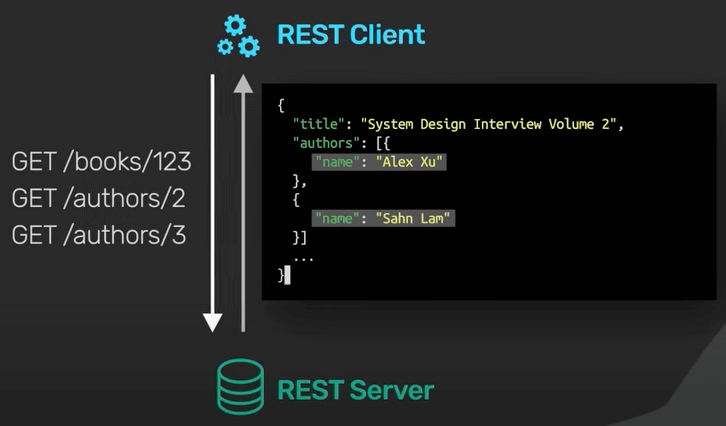 REST Client
GET /books/123
GET /authors/2
GET /authors/3
{
"title": "System Design Interview Volume 2",
"authors": [{
"name": "Alex Xu"
},
{
"name": "Sahn Lam"
}]
...
}
REST Server